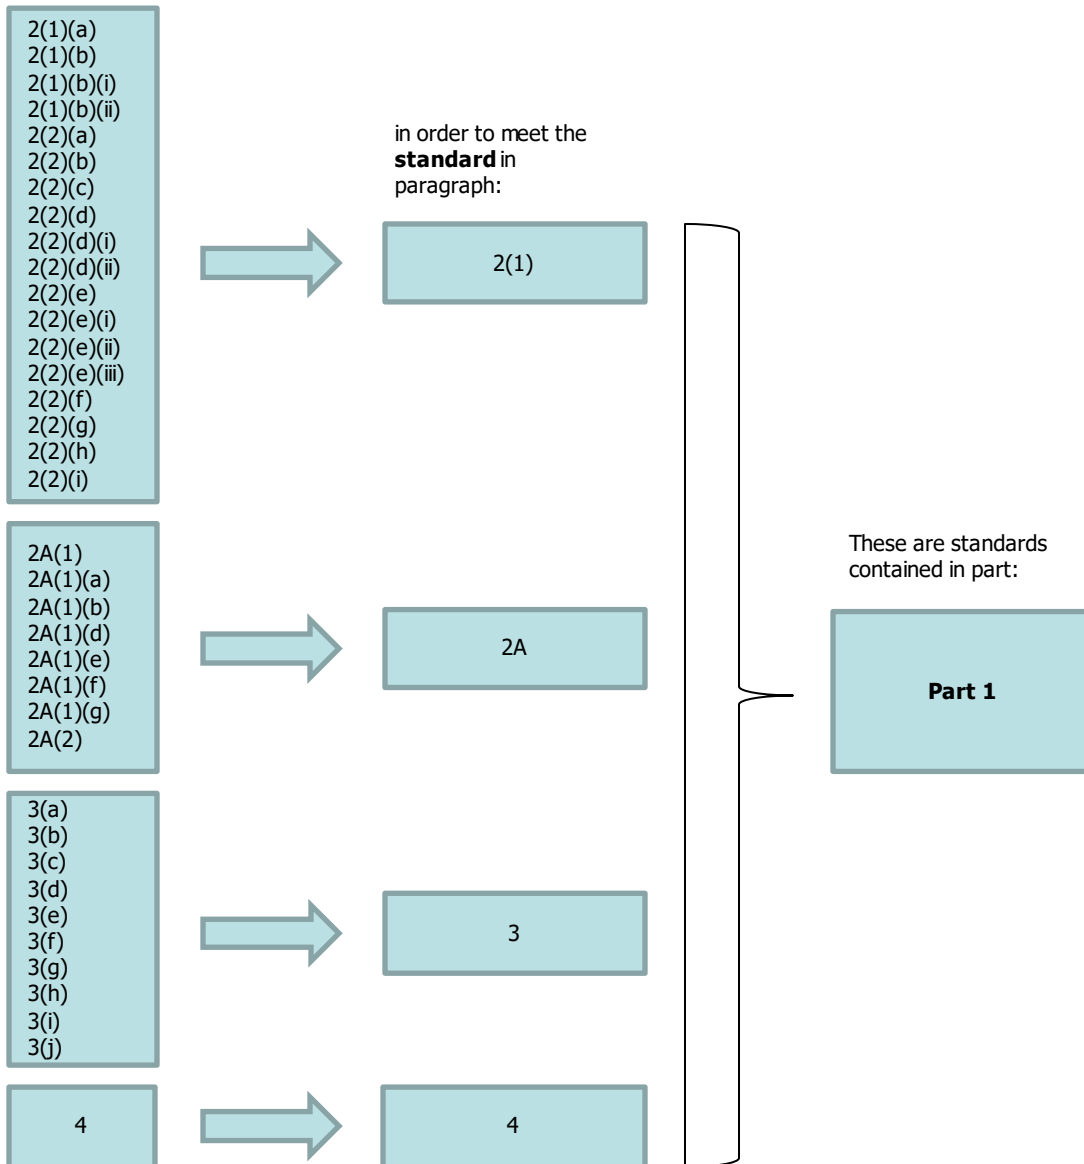 2(1)(a)
2(1)(b)
2(1)(b)(i)
2(1)(b)(ii)
2(2)(a)
2(2)(b)
2(2)(c)
2(2)(d)
2(2)(d)(i)
2(2)(d)(ii)
2(2)(e)
2(2)(e)(i)
2(2)(e)(ii)
2(2)(e)(iii)
2(2)(f)
2(2)(g)
2(2)(h)
2(2)(i)
in order to meet the
standard in
paragraph:
2(1)
2A(1)
2A(1)(a)
2A(1)(b)
2A(1)(d)
2A(1)(e)
2A(1)(f)
2A(1)(g)
2A(2)
2A
These are standards
contained in part:
Part 1
3(a)
3(b)
3(c)
3(d)
3(e)
3(f)
3(g)
3(h)
3(i)
3(j)
3
4
4